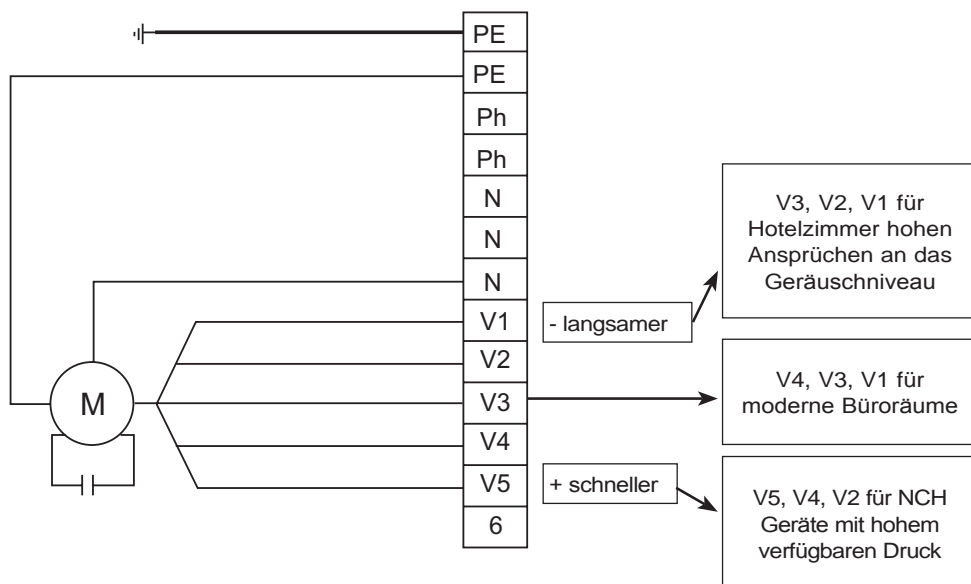 PE
PE
Ph
Ph
N
N
N
V1
V2
V3
V4
V5
6
M
- langsamer
+ schneller
V3, V2, V1 für
Hotelzimmer hohen
Ansprüchen an das
Geräuschniveau
V4, V3, V1 für
moderne Büroräume
V5, V4, V2 für NCH
Geräte mit hohem
verfügbaren Druck